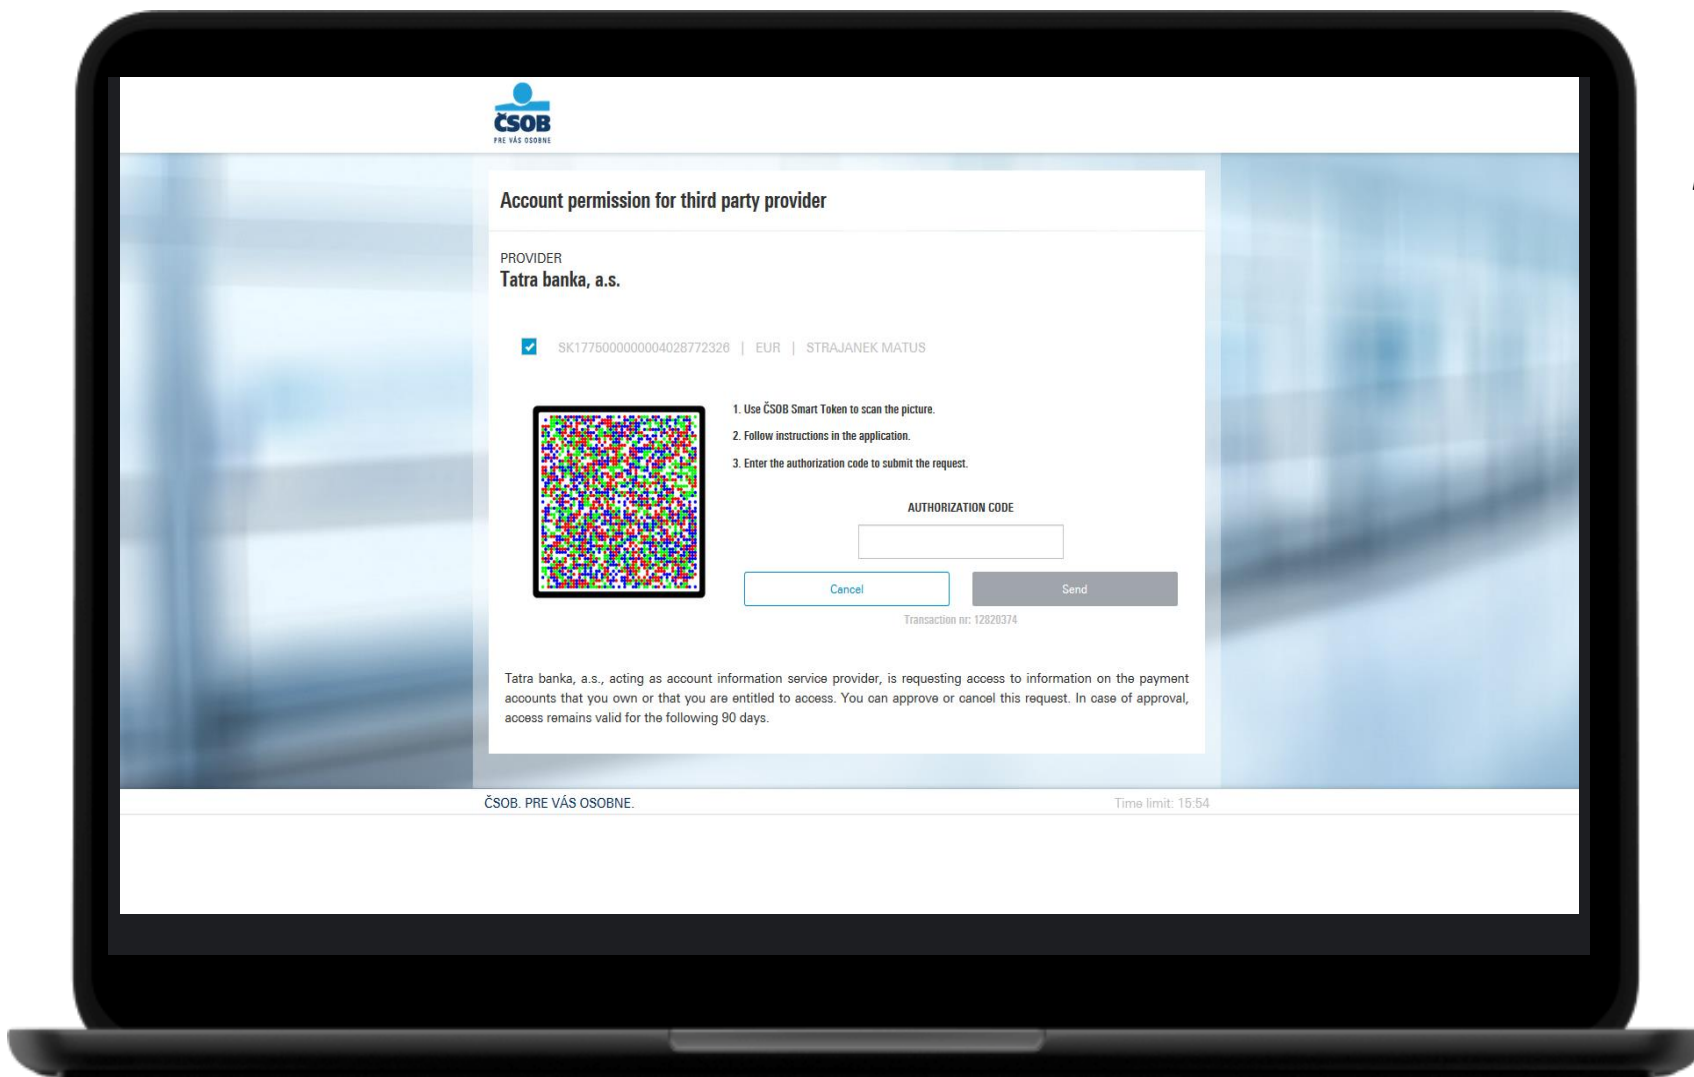 ČSOB
PRE VÁS OSOBNE
Account permission for third party provider
PROVIDER
Tatra banka, a.s.
SK1775000000004028772326 | EUR | STRAJANEK MATUS
1. Use ČSOB Smart Token to scan the picture.
2. Follow instructions in the application.
3. Enter the authorization code to submit the request.
AUTHORIZATION CODE
Cancel
Send
Transaction nr: 12820374
Tatra banka, a.s., acting as account information service provider, is requesting access to information on the payment
accounts that you own or that you are entitled to access. You can approve or cancel this request. In case of approval,
access remains valid for the following 90 days.
ČSOB. PRE VÁS OSOBNE.
Time limit: 15:54